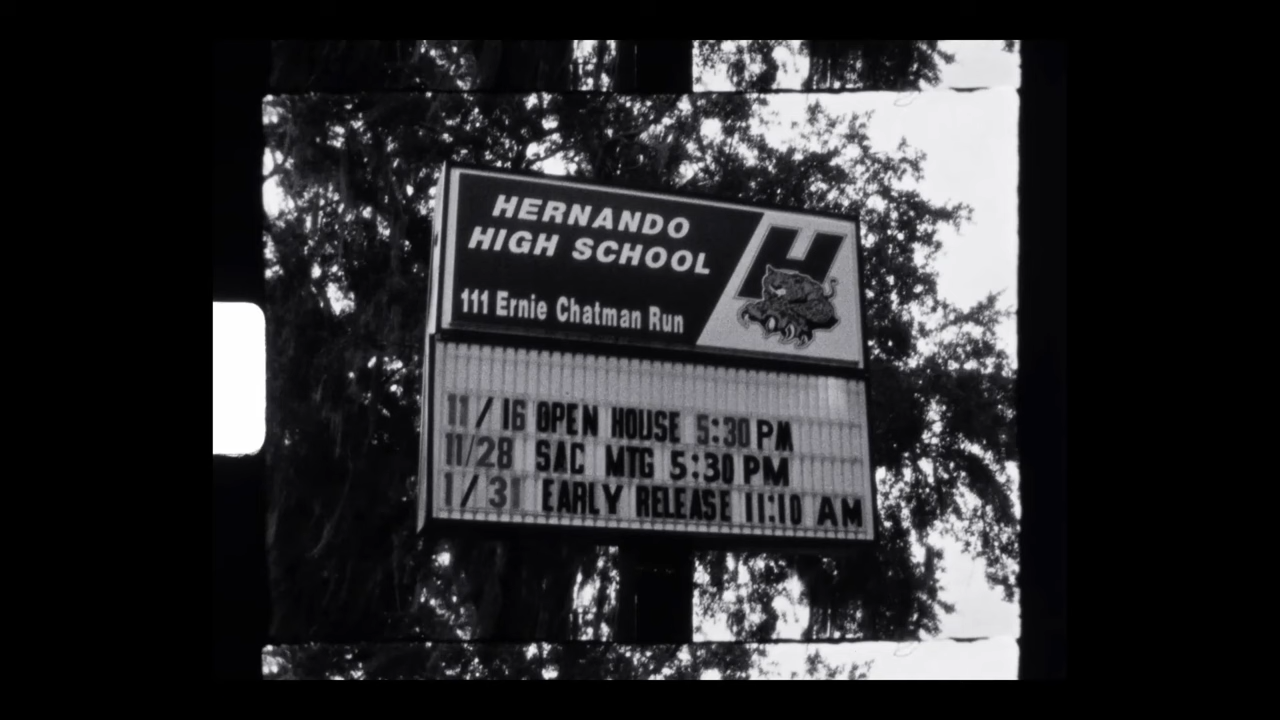 HERNANDO
HIGH SCHOOL
H
111 Ernie Chatman Run
11/16 OPEN HOUSE 5:30 PM
11/28 SAC MTG 5:30 PM
1/31 EARLY RELEASE 11:10 AM